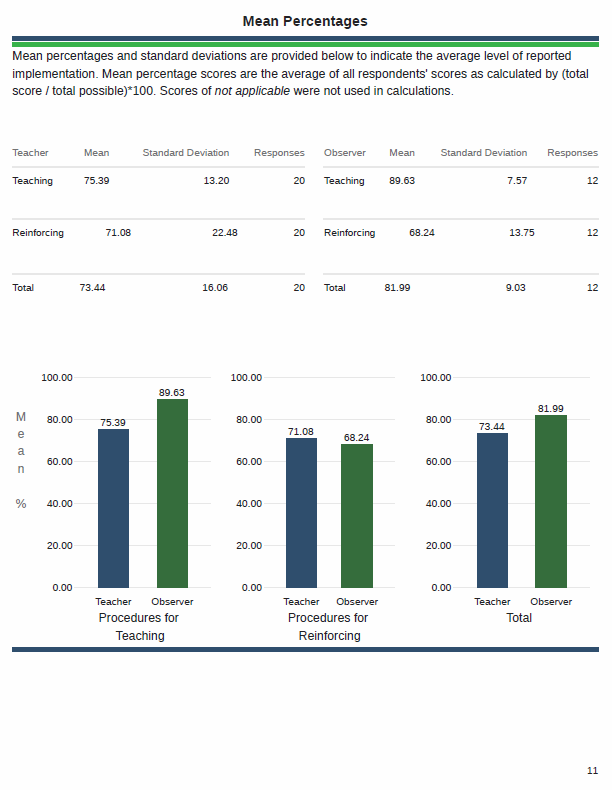 Mean Percentages
Mean percentages and standard deviations are provided below to indicate the average level of reported
implementation. Mean percentage scores are the average of all respondents' scores as calculated by (total
score / total possible)*100. Scores of not applicable were not used in calculations.
Teacher Mean Standard Deviation Responses
Teaching 75.39 13.20 20
Reinforcing 71.08 22.48 20
Total 73.44 16.06 20
Observer Mean Standard Deviation Responses
Teaching 89.63 7.57 12
Reinforcing 68.24 13.75 12
Total 81.99 9.03 12
Mean %
100.00
80.00
60.00
40.00
20.00
0.00
75.39
89.63
Teacher Observer
Procedures for
Teaching
100.00
80.00
60.00
40.00
20.00
0.00
71.08
68.24
Teacher Observer
Procedures for
Reinforcing
100.00
80.00
60.00
40.00
20.00
0.00
73.44
81.99
Teacher Observer
Total
11